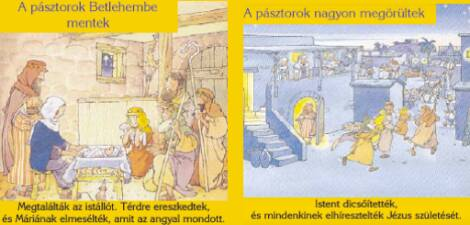 A pásztorok Betlehembe
mentek
Megtalálták az istállót. Térdre ereszkedtek,
és Máriának elmesélték, amit az angyal mondott.
A pásztorok nagyon megörültek
Istent dicsőítették,
és mindenkinek elhíresztelték Jézus születését.